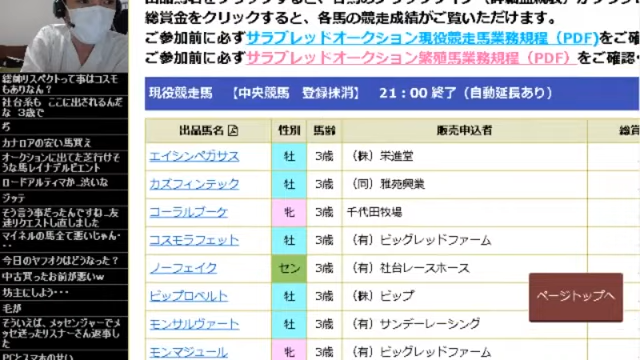 総賞金をクリックすると、各馬の競走成績がご覧いただけます。
ご参加前に必ずサラブレッドオークション現役競走馬業務規程（PDF)をご確
ご参加前に必ずサラブレッドオークション繁殖馬業務規程（PDF）をご確認・
現役競走馬 【中央競馬 登録抹消】 21：00 終了（自動延長あり）
出品馬名 性別 馬齢 販売申込者 総賞
エイシンペガサス 牡 3歳 （株）栄進堂
カズフィンテック 牡 3歳 （同）雅苑興業
コーラルブーケ 牝 3歳 千代田牧場
コスモラフェット 牡 3歳 （有）ビッグレッドファーム
ノーフェイク セン 3歳 （有）社台レースホース
ビップロベルト 牡 3歳 （株）ビップ
モンサルヴァート 牡 3歳 （有）サンデーレーシング
モンマジュール 牝 3歳 （有）ビッグレッドファーム
ページトップへ
総帥リスペクトって事はコスモ
もありなん？
社台系も ここに出されるんだ
な 3歳で
カナロアの安い馬買え
オークションに出てた芝行けそ
うな馬レイナデルビエント
ロードアルティマか…渋いな
ジャテ
そう言う事だったんですね…友
達リクエストし直しました
マイネルの馬全て悪いじゃん・
・・
今日のヤフオクはどうなった？
中古買ったお前が悪いｗ
坊主にしよう・・・
毛が
そういえば、メッセンジャーでメ
ッセ送ったリスナーさん返事し
た
PCとスマホのせい